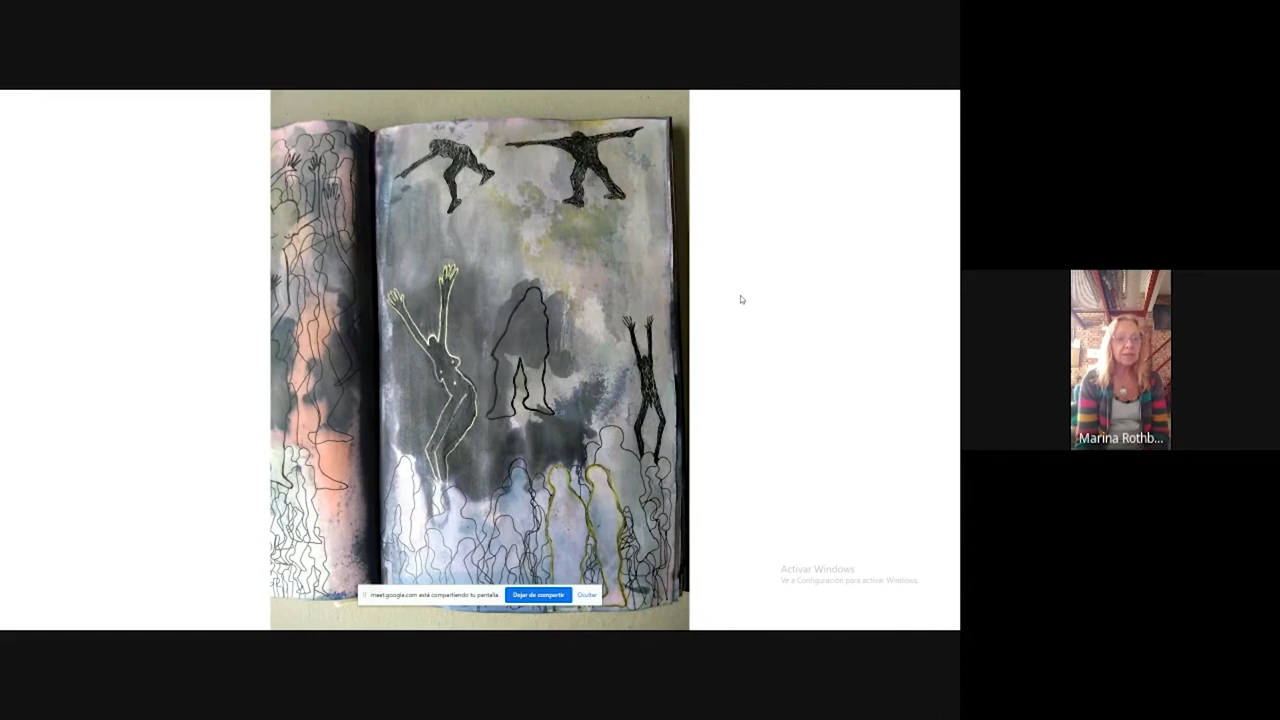 Marina Rothb...
Activar Windows
Ve a Configuración para activar Windows.
meet.google.com está compartiendo tu pantalla.
Dejar de compartir
Ocultar